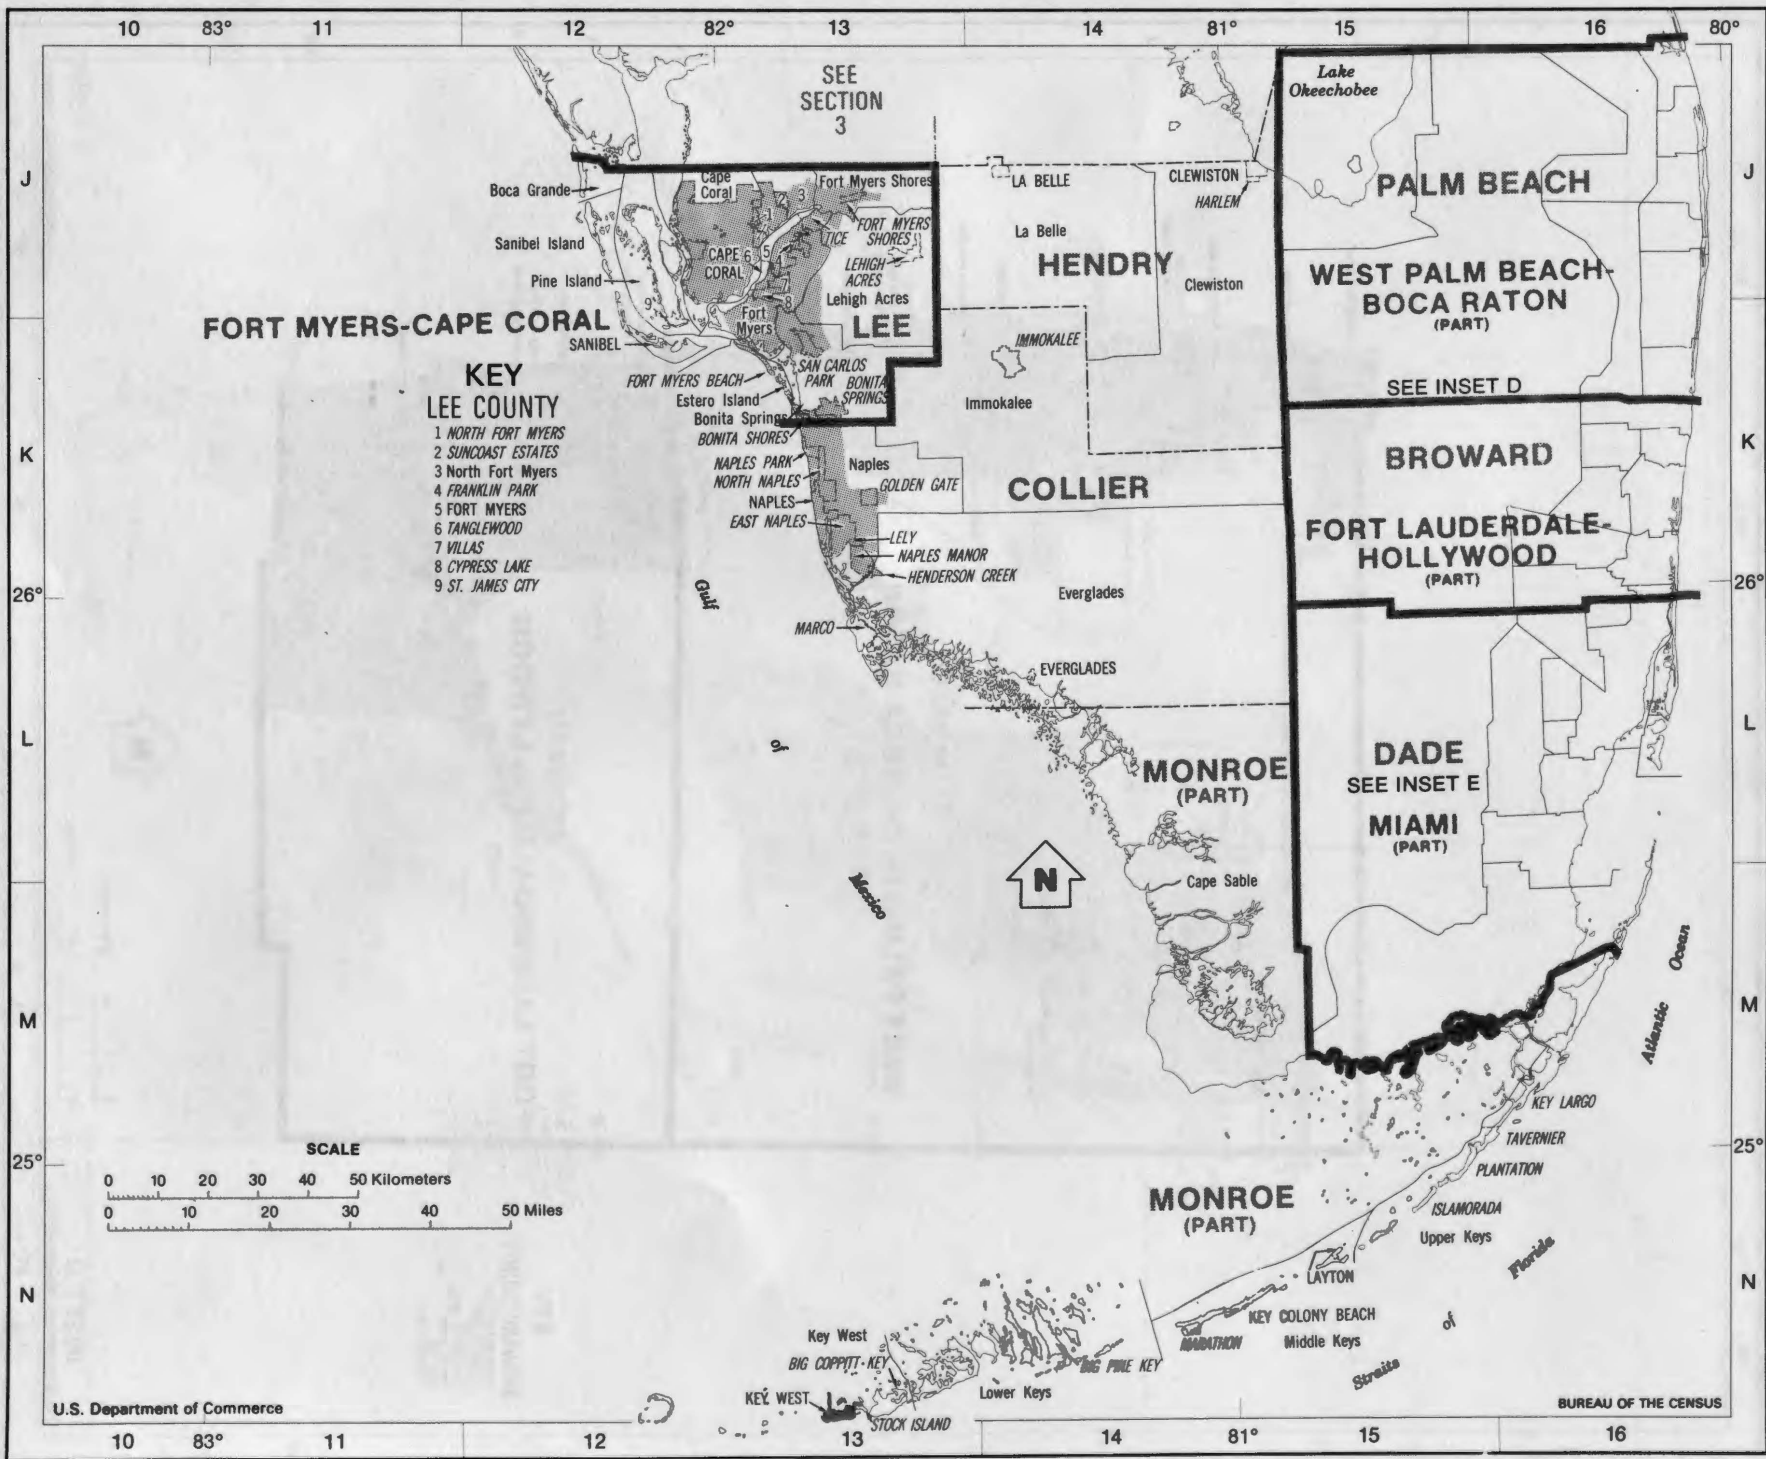 10 83° 11 12 82° 13 14 81° 15 16 80°
J
K
26°
L
M
25°
N
J
K
26°
L
M
25°
N
SEE
SECTION
3
Lake
Okeechobee
Boca Grande
Cape
Coral
Fort Myers Shores
2
3
1
FORT MYERS
SHORES
TICE
Sanibel Island
CAPE
CORAL
6
5
4
LEHIGH
ACRES
Pine Island
7
8
9
Lehigh Acres
Fort
Myers
LEE
FORT MYERS-CAPE CORAL
SANIBEL
SAN CARLOS
PARK
BONITA
SPRINGS
FORT MYERS BEACH
Estero Island
Bonita Springs
BONITA SHORES
KEY
LEE COUNTY
1 NORTH FORT MYERS
2 SUNCOAST ESTATES
3 North Fort Myers
4 FRANKLIN PARK
5 FORT MYERS
6 TANGLEWOOD
7 VILLAS
8 CYPRESS LAKE
9 ST. JAMES CITY
NAPLES PARK
Naples
NORTH NAPLES
GOLDEN GATE
NAPLES
EAST NAPLES
LELY
NAPLES MANOR
HENDERSON CREEK
MARCO
LA BELLE
CLEWISTON
HARLEM
La Belle
HENDRY
Clewiston
IMMOKALEE
Immokalee
COLLIER
Everglades
EVERGLADES
PALM BEACH
WEST PALM BEACH-
BOCA RATON
(PART)
SEE INSET D
BROWARD
FORT LAUDERDALE-
HOLLYWOOD
(PART)
DADE
SEE INSET E
MIAMI
(PART)
MONROE
(PART)
Gulf
of
Mexico
N
Cape Sable
Atlantic Ocean
KEY LARGO
TAVERNIER
PLANTATION
ISLAMORADA
Upper Keys
MONROE
(PART)
LAYTON
KEY COLONY BEACH
MARATHON
Middle Keys
Straits of Florida
Key West
BIG COPPITT KEY
BIG PINE KEY
KEY WEST
Lower Keys
STOCK ISLAND
SCALE
0 10 20 30 40 50 Kilometers
0 10 20 30 40 50 Miles
U.S. Department of Commerce
BUREAU OF THE CENSUS
10 83° 11 12 13 14 81° 15 16